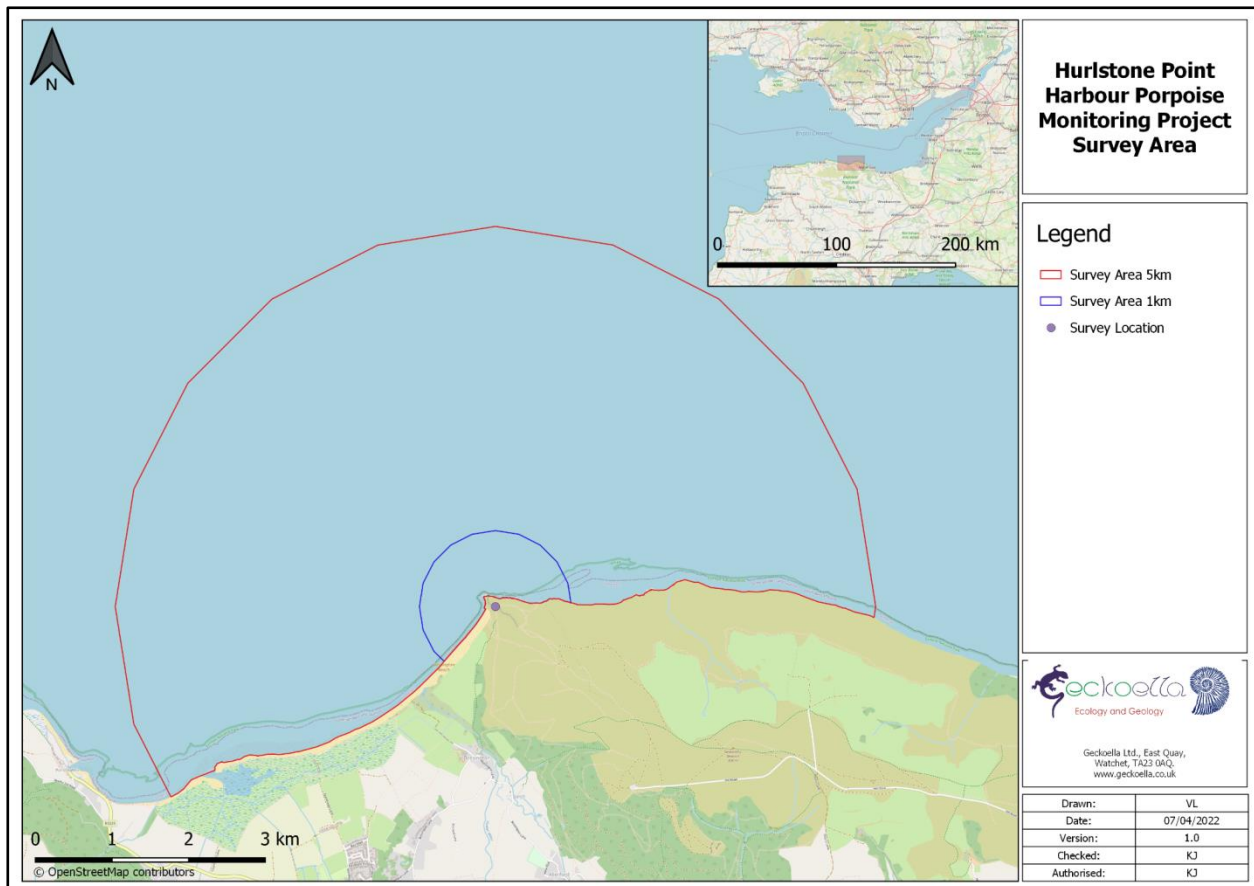 N
0 100 200 km
0 1 2 3 km
© OpenStreetMap contributors
Hurlstone Point
Harbour Porpoise
Monitoring Project
Survey Area
Legend
Survey Area 5km
Survey Area 1km
Survey Location
Geckoella
Ecology and Geology
Geckoella Ltd., East Quay,
Watchet, TA23 0AQ.
www.geckoella.co.uk
Drawn: VL
Date: 07/04/2022
Version: 1.0
Checked: KJ
Authorised: KJ